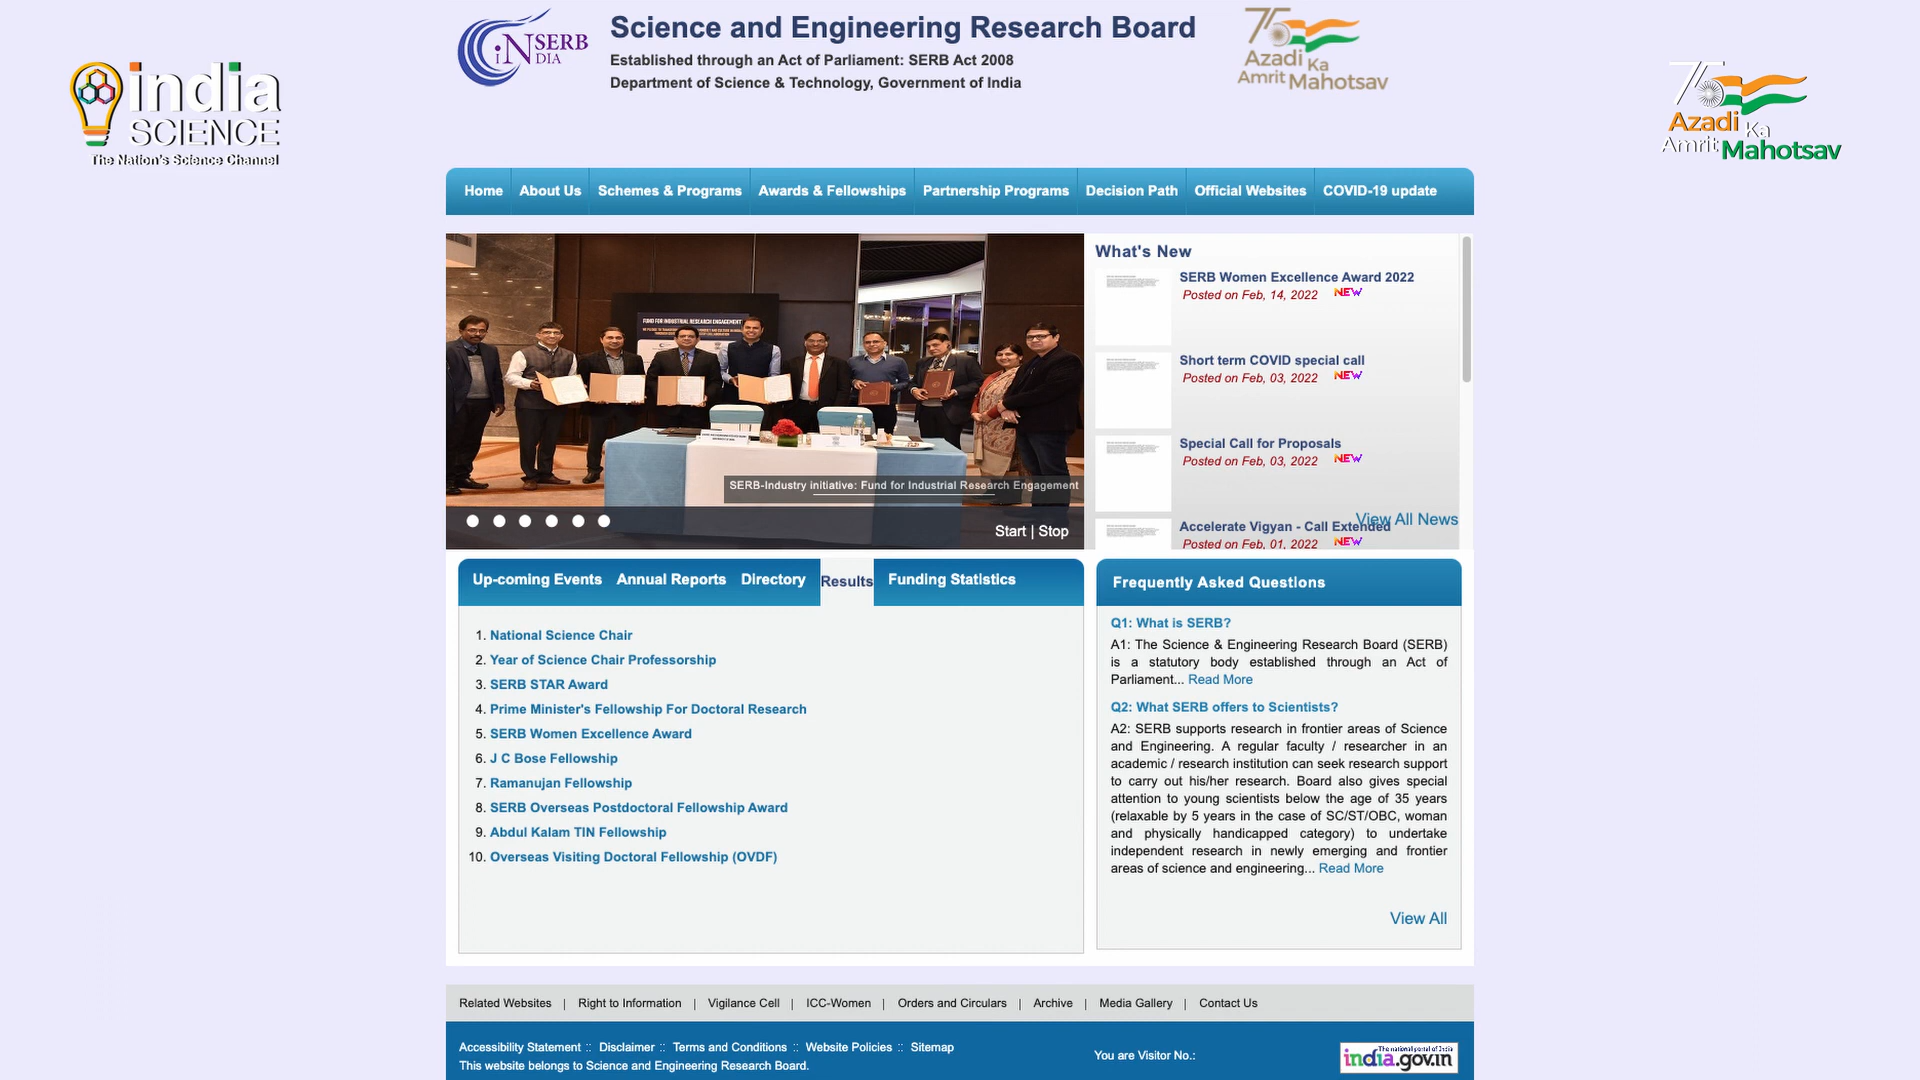 india
SCIENCE
The Nation's Science Channel
iNSERB
DIA
Science and Engineering Research Board
Established through an Act of Parliament: SERB Act 2008
Department of Science & Technology, Government of India
75
Azadi Ka
Amrit Mahotsav
75
Azadi Ka
Amrit Mahotsav
Home About Us Schemes & Programs Awards & Fellowships Partnership Programs Decision Path Official Websites COVID-19 update
FUND FOR INDUSTRIAL RESEARCH ENGAGEMENT
SERB-Industry initiative: Fund for Industrial Research Engagement
Start | Stop
What's New
SERB Women Excellence Award 2022
Posted on Feb, 14, 2022 NEW
Short term COVID special call
Posted on Feb, 03, 2022 NEW
Special Call for Proposals
Posted on Feb, 03, 2022 NEW
View All News
Accelerate Vigyan - Call Extended
Posted on Feb, 01, 2022 NEW
Up-coming Events Annual Reports Directory Results Funding Statistics
1. National Science Chair
2. Year of Science Chair Professorship
3. SERB STAR Award
4. Prime Minister's Fellowship For Doctoral Research
5. SERB Women Excellence Award
6. J C Bose Fellowship
7. Ramanujan Fellowship
8. SERB Overseas Postdoctoral Fellowship Award
9. Abdul Kalam TIN Fellowship
10. Overseas Visiting Doctoral Fellowship (OVDF)
Frequently Asked Questions
Q1: What is SERB?
A1: The Science & Engineering Research Board (SERB)
is a statutory body established through an Act of
Parliament... Read More
Q2: What SERB offers to Scientists?
A2: SERB supports research in frontier areas of Science
and Engineering. A regular faculty / researcher in an
academic / research institution can seek research support
to carry out his/her research. Board also gives special
attention to young scientists below the age of 35 years
(relaxable by 5 years in the case of SC/ST/OBC, woman
and physically handicapped category) to undertake
independent research in newly emerging and frontier
areas of science and engineering... Read More
View All
Related Websites | Right to Information | Vigilance Cell | ICC-Women | Orders and Circulars | Archive | Media Gallery | Contact Us
Accessibility Statement :: Disclaimer :: Terms and Conditions :: Website Policies :: Sitemap
This website belongs to Science and Engineering Research Board.
You are Visitor No.:
The national portal of India
india.gov.in